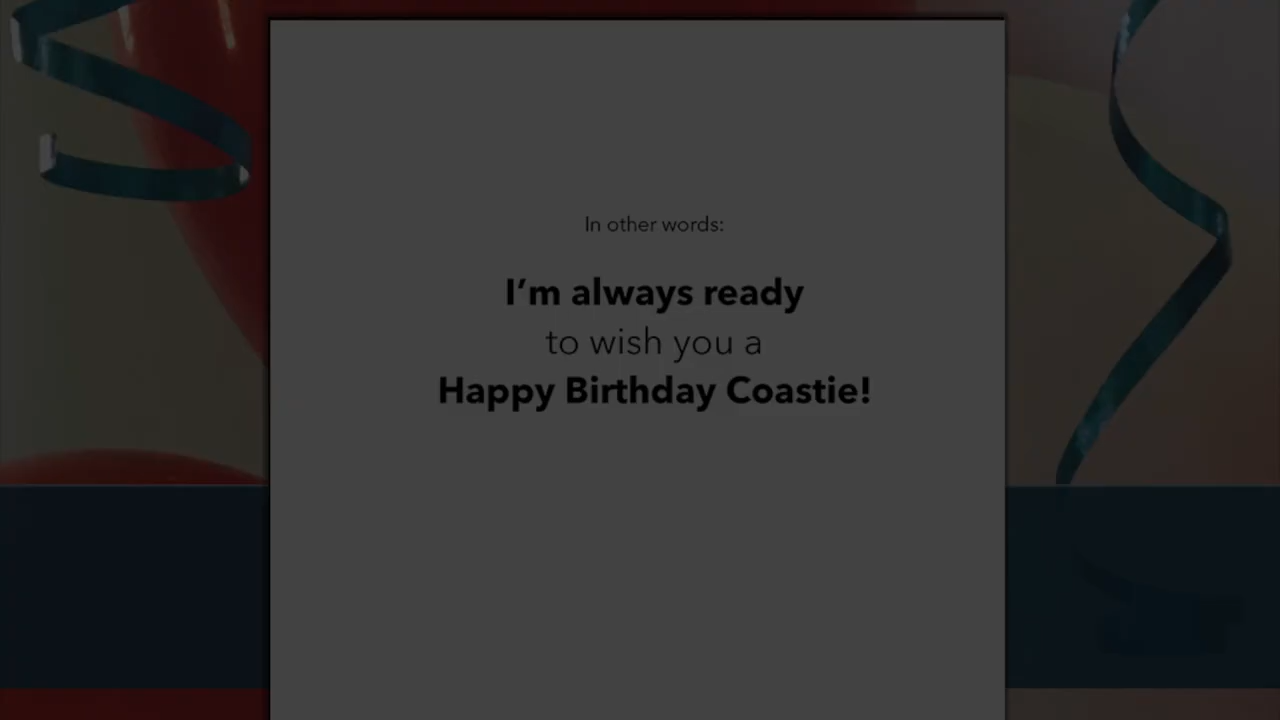 In other words:
I’m always ready
to wish you a
Happy Birthday Coastie!